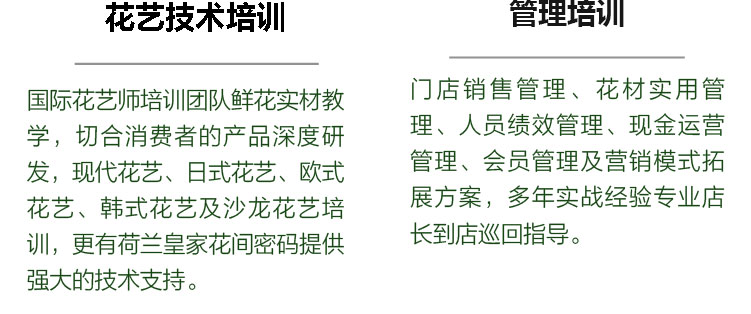 花艺技术培训
国际花艺师培训团队鲜花实材教
学，切合消费者的产品深度研
发，现代花艺、日式花艺、欧式
花艺、韩式花艺及沙龙花艺培
训，更有荷兰皇家花间密码提供
强大的技术支持。
管理培训
门店销售管理、花材实用管
理、人员绩效管理、现金运营
管理、会员管理及营销模式拓
展方案，多年实战经验专业店
长到店巡回指导。